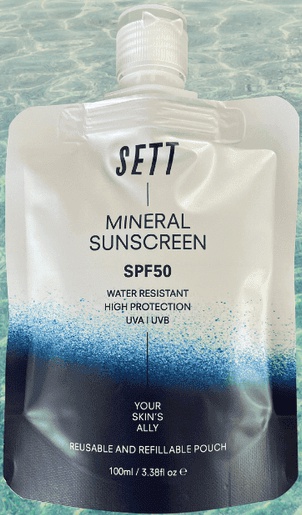 SETT
MINERAL
SUNSCREEN
SPF50
WATER RESISTANT
HIGH PROTECTION
UVA | UVB
YOUR
SKIN'S
ALLY
REUSABLE AND REFILLABLE POUCH
100ml / 3.38fl oz ℮